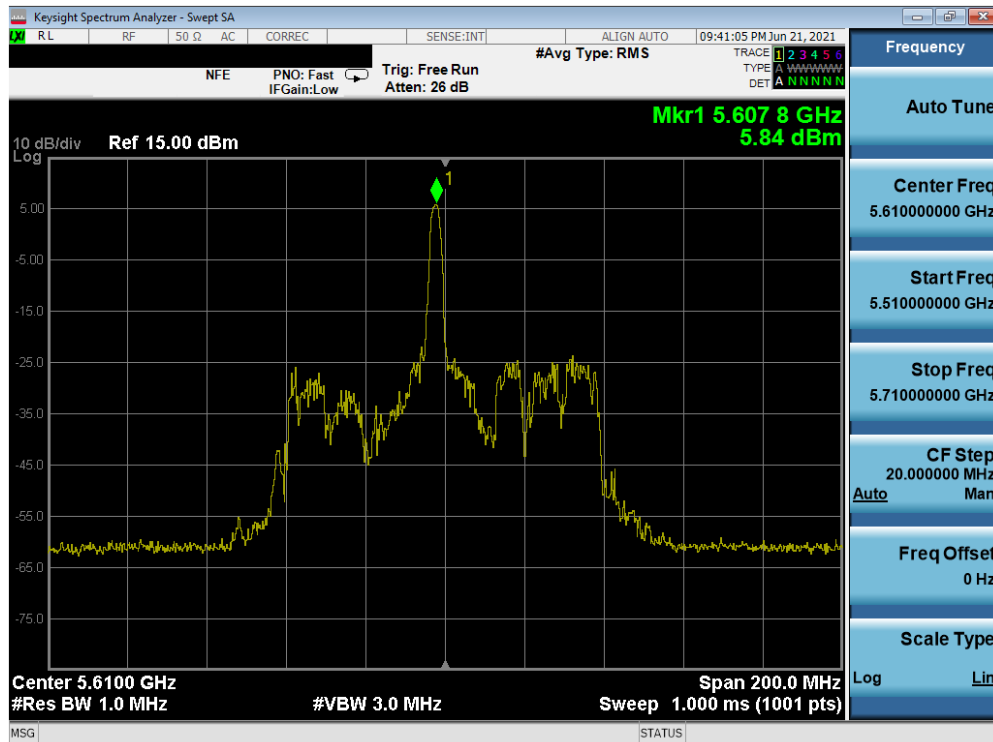 Keysight Spectrum Analyzer - Swept SA
LXI RL RF 50 Ω AC CORREC SENSE:INT ALIGN AUTO 09:41:05 PM Jun 21, 2021
NFE PNO: Fast Trig: Free Run #Avg Type: RMS TRACE 1 2 3 4 5 6
IFGain:Low Atten: 26 dB TYPE A WWWWW
DET A N N N N N
Mkr1 5.607 8 GHz
5.84 dBm
10 dB/div Ref 15.00 dBm
Log
1
5.00
-5.00
-15.0
-25.0
-35.0
-45.0
-55.0
-65.0
-75.0
Center 5.6100 GHz Span 200.0 MHz
#Res BW 1.0 MHz #VBW 3.0 MHz Sweep 1.000 ms (1001 pts)
MSG STATUS
Frequency
Auto Tune
Center Freq
5.610000000 GHz
Start Freq
5.510000000 GHz
Stop Freq
5.710000000 GHz
CF Step
20.000000 MHz
Auto Man
Freq Offset
0 Hz
Scale Type
Log Lin